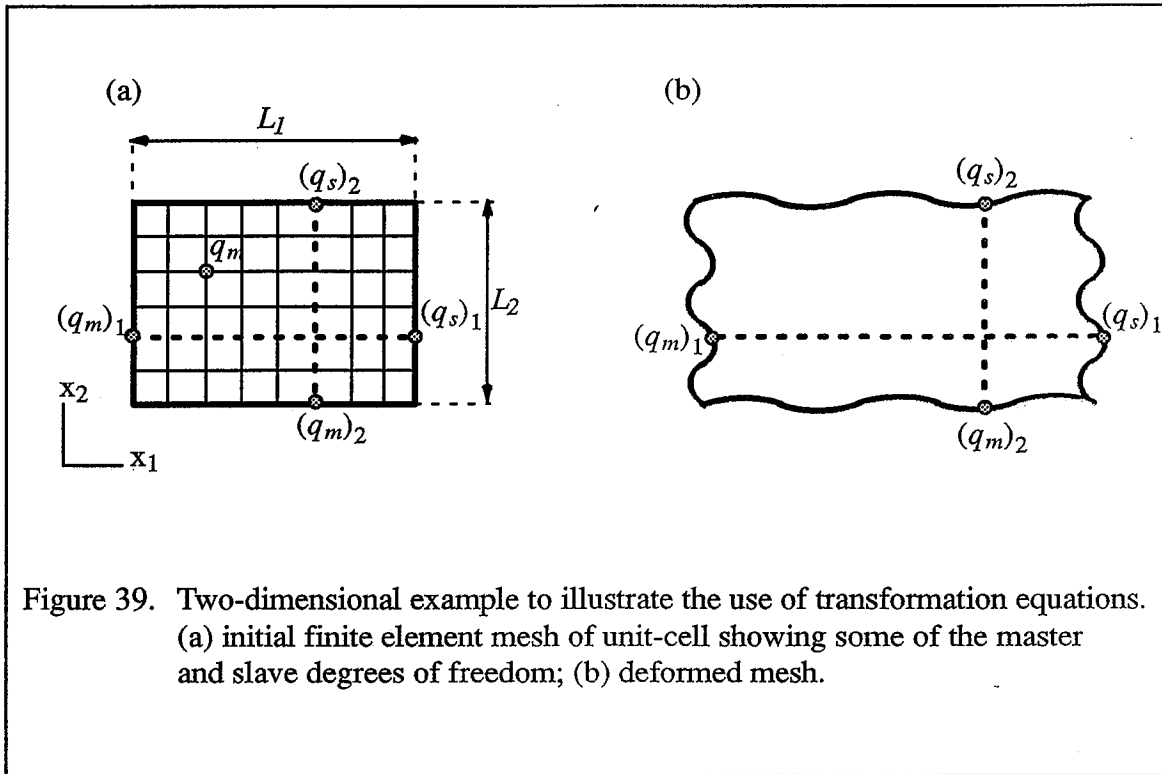 (a)
(b)
L1
(qs)2
(qs)2
qm
L2
(qm)1
(qs)1
(qs)1
(qm)1
x2
(qm)2
(qm)2
x1
Figure 39. Two-dimensional example to illustrate the use of transformation equations.
(a) initial finite element mesh of unit-cell showing some of the master
and slave degrees of freedom; (b) deformed mesh.